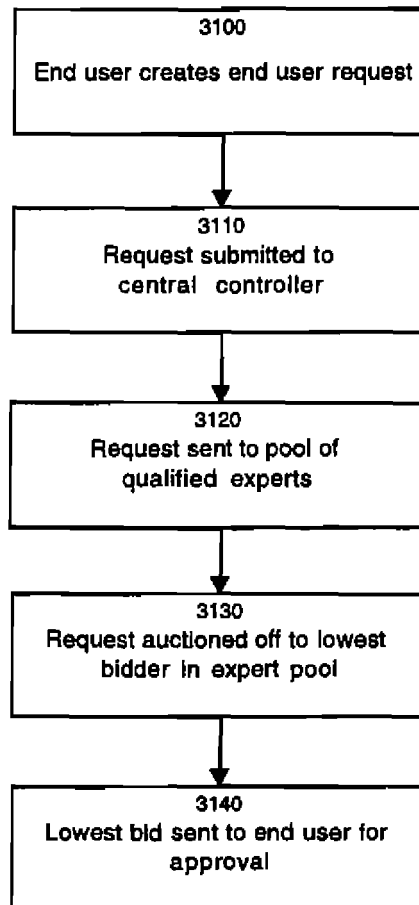 3100
End user creates end user request
3110
Request submitted to
central controller
3120
Request sent to pool of
qualified experts
3130
Request auctioned off to lowest
bidder in expert pool
3140
Lowest bid sent to end user for
approval